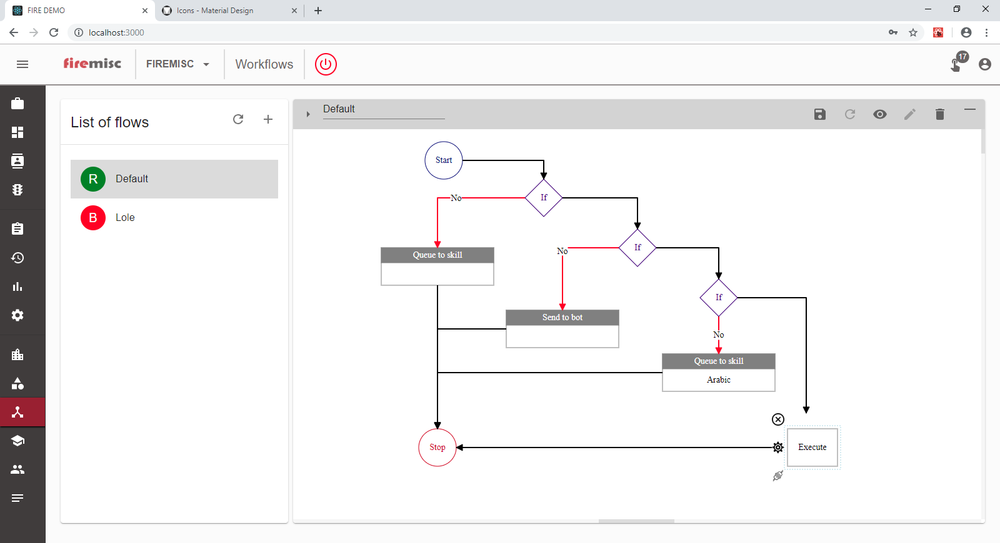 FIRE DEMO
Icons - Material Design
localhost:3000
firemisc
FIREMISC
Workflows
17
List of flows
R Default
B Lole
Default
Start
If
No
If
No
Queue to skill
If
Send to bot
No
Queue to skill
Arabic
Stop
Execute